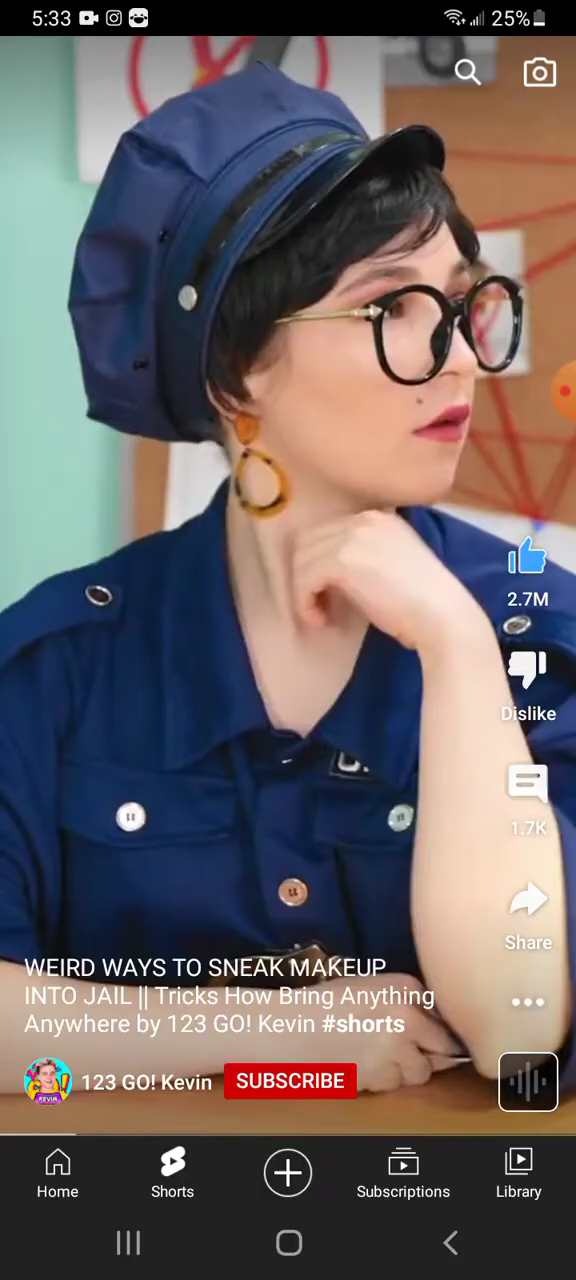 5:33
25%
2.7M
Dislike
1.7K
Share
WEIRD WAYS TO SNEAK MAKEUP
INTO JAIL || Tricks How Bring Anything
Anywhere by 123 GO! Kevin #shorts
123 GO! Kevin
SUBSCRIBE
Home
Shorts
Subscriptions
Library